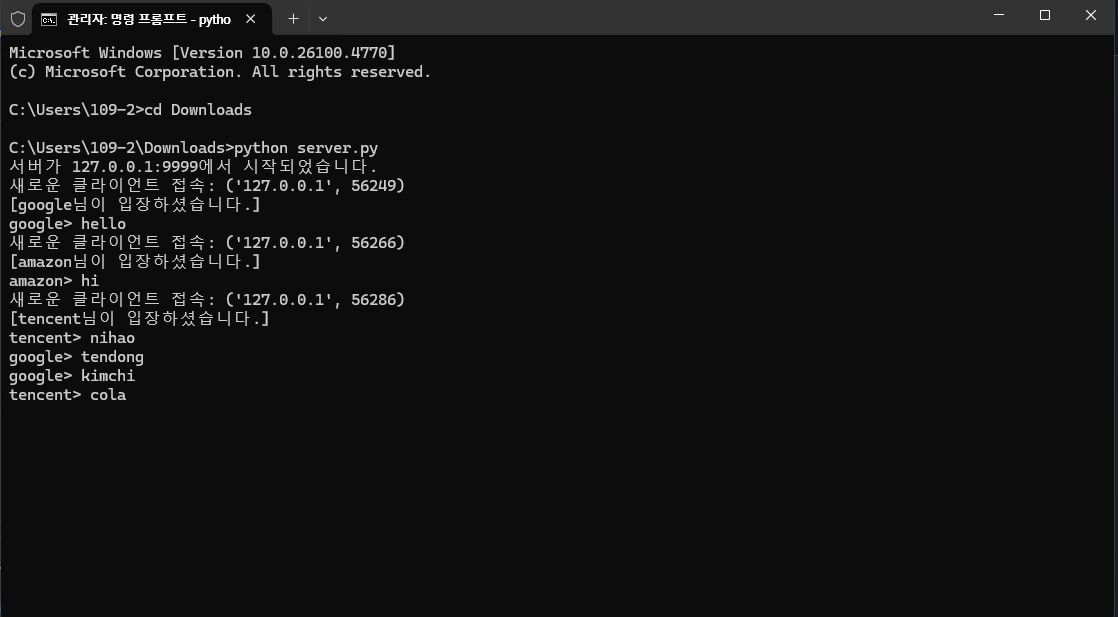 관리자: 명령 프롬프트 - pytho
Microsoft Windows [Version 10.0.26100.4770]
(c) Microsoft Corporation. All rights reserved.
C:\Users\109-2>cd Downloads
C:\Users\109-2\Downloads>python server.py
서버가 127.0.0.1:9999에서 시작되었습니다.
새로운 클라이언트 접속: ('127.0.0.1', 56249)
[google님이 입장하셨습니다.]
google> hello
새로운 클라이언트 접속: ('127.0.0.1', 56266)
[amazon님이 입장하셨습니다.]
amazon> hi
새로운 클라이언트 접속: ('127.0.0.1', 56286)
[tencent님이 입장하셨습니다.]
tencent> nihao
google> tendong
google> kimchi
tencent> cola